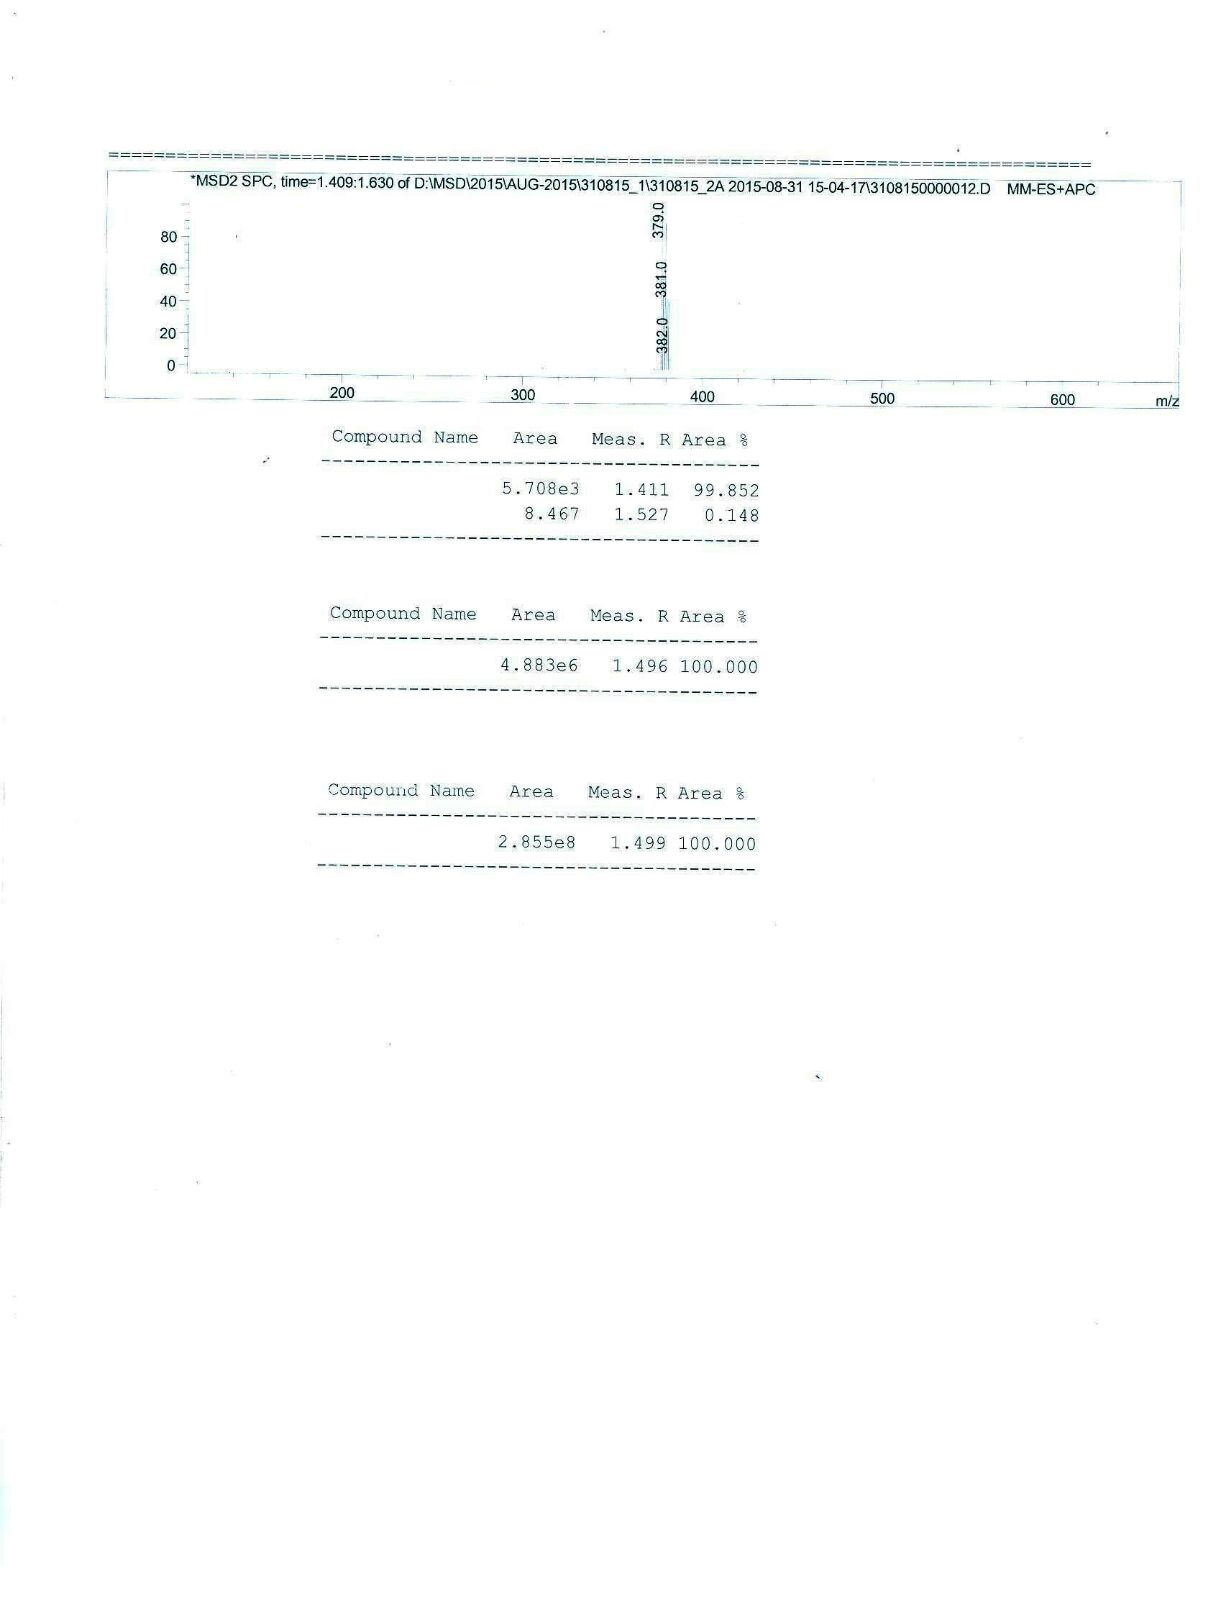 ==========================================================================================
*MSD2 SPC, time=1.409:1.630 of D:\MSD\2015\AUG-2015\310815_1\310815_2A 2015-08-31 15-04-17\3108150000012.D MM-ES+APC
379.0
80
60
381.0
40
20
382.0
0
200 300 400 500 600 m/z
Compound Name Area Meas. R Area %
---------------------------------------
5.708e3 1.411 99.852
8.467 1.527 0.148
---------------------------------------
Compound Name Area Meas. R Area %
---------------------------------------
4.883e6 1.496 100.000
---------------------------------------
Compound Name Area Meas. R Area %
---------------------------------------
2.855e8 1.499 100.000
---------------------------------------